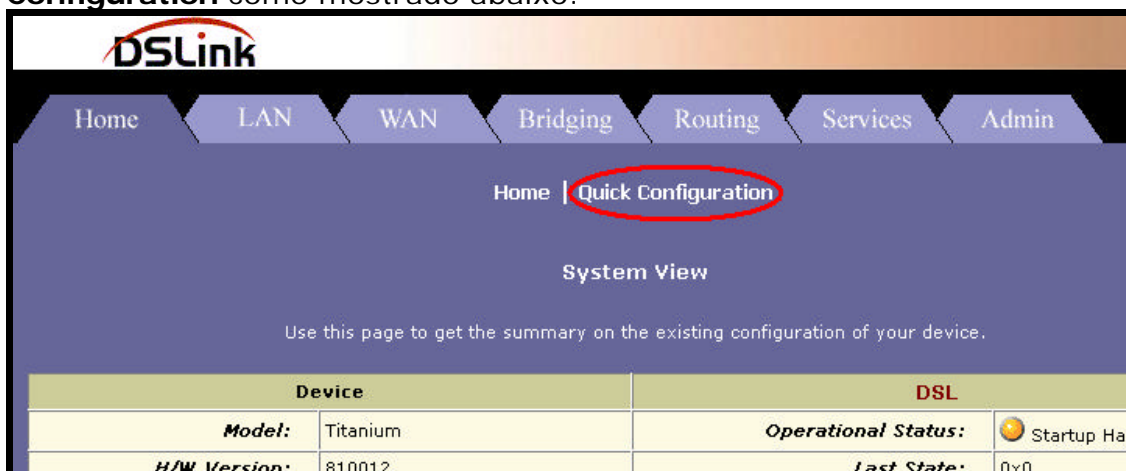 Configuration como mostrado abaixo:
DSLink
Home LAN WAN Bridging Routing Services Admin
Home | Quick Configuration
System View
Use this page to get the summary on the existing configuration of your device.
Device DSL
Model: Titanium Operational Status: Startup Ha
H/W Version: 810012 Last State: 0x0